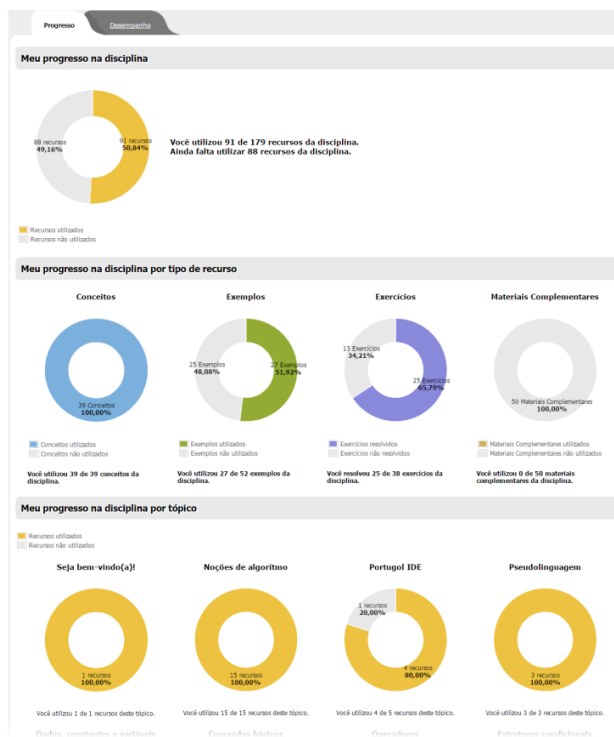 Progresso
Desempenho
Meu progresso na disciplina
88 recursos
49,16%
91 recursos
50,84%
Você utilizou 91 de 179 recursos da disciplina.
Ainda falta utilizar 88 recursos da disciplina.
Recursos utilizados
Recursos não utilizados
Meu progresso na disciplina por tipo de recurso
Conceitos
39 Conceitos
100,00%
Conceitos utilizados
Conceitos não utilizados
Você utilizou 39 de 39 conceitos da
disciplina.
Exemplos
25 Exemplos
48,08%
27 Exemplos
51,92%
Exemplos utilizados
Exemplos não utilizados
Você utilizou 27 de 52 exemplos da
disciplina.
Exercícios
13 Exercícios
34,21%
25 Exercícios
65,79%
Exercícios resolvidos
Exercícios não resolvidos
Você resolveu 25 de 38 exercícios da
disciplina.
Materiais Complementares
50 Materiais Complementares
100,00%
Materiais Complementares utilizados
Materiais Complementares não utilizados
Você utilizou 0 de 50 materiais
complementares da disciplina.
Meu progresso na disciplina por tópico
Recursos utilizados
Recursos não utilizados
Seja bem-vindo(a)!
1 recursos
100,00%
Você utilizou 1 de 1 recursos deste tópico.
Noções de algoritmo
15 recursos
100,00%
Você utilizou 15 de 15 recursos deste tópico.
Portugol IDE
1 recursos
20,00%
4 recursos
80,00%
Você utilizou 4 de 5 recursos deste tópico.
Pseudolinguagem
3 recursos
100,00%
Você utilizou 3 de 3 recursos deste tópico.
Dados, constantes e variáveis
Comandos básicos
Operadores
Estruturas condicionais